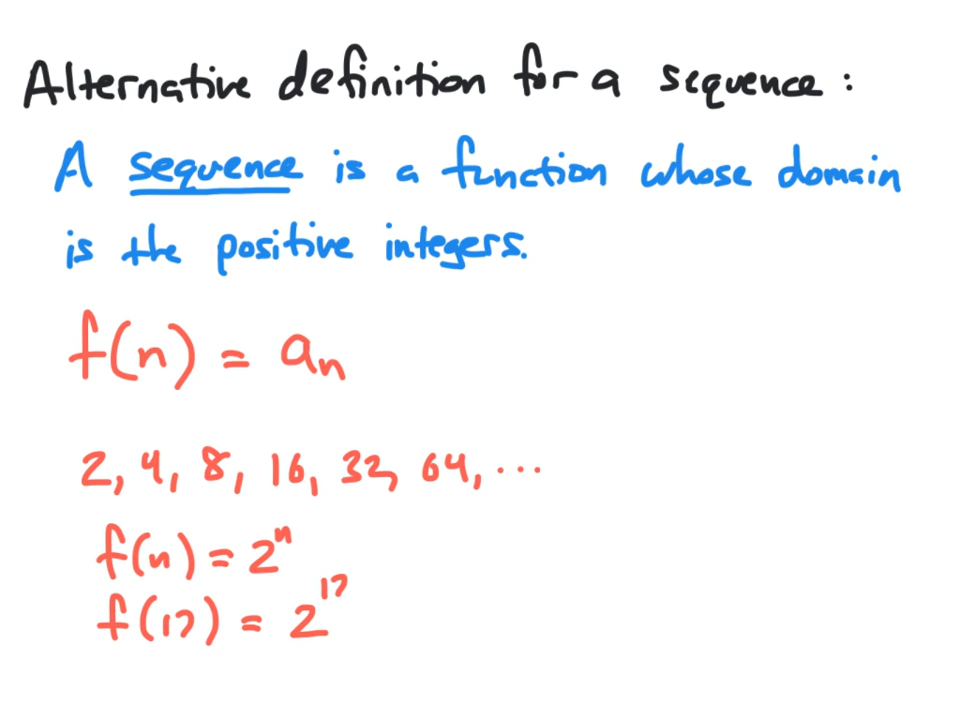 Alternative definition for a sequence:
A sequence is a function whose domain
is the positive integers.
f(n) = aₙ
2, 4, 8, 16, 32, 64, ...
f(n) = 2ⁿ
f(17) = 2¹⁷